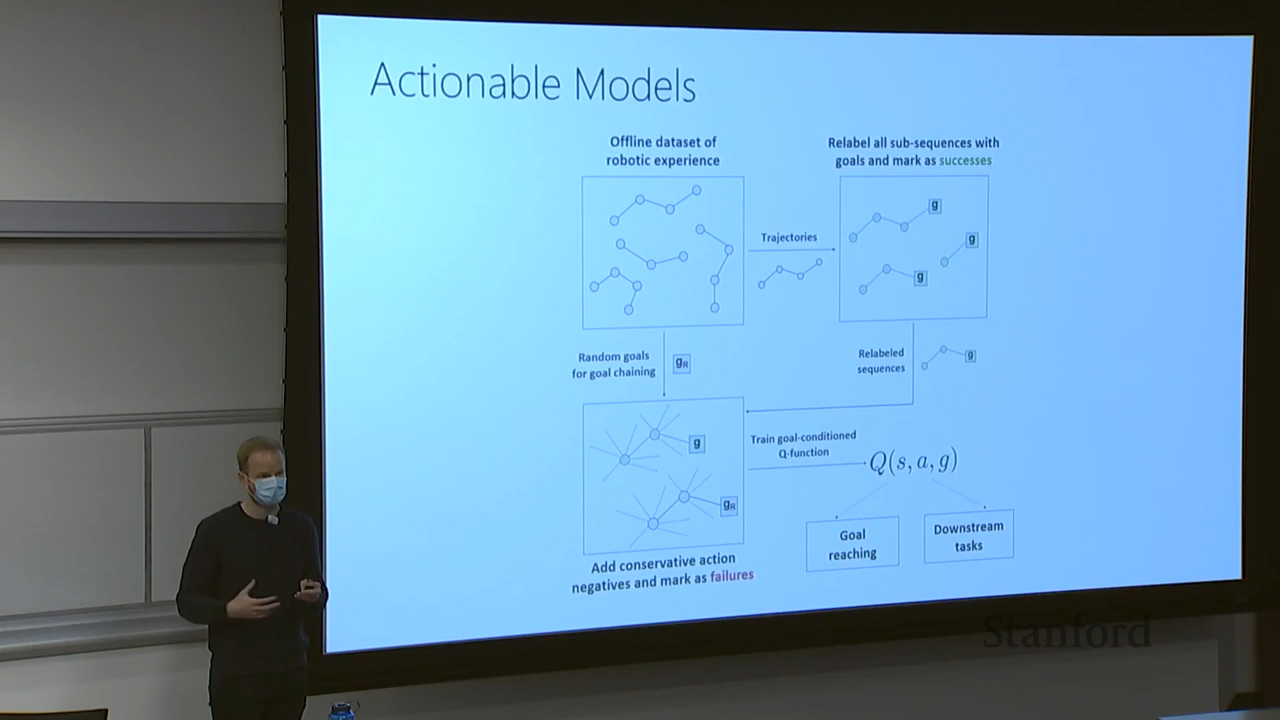 Actionable Models
Offline dataset of
robotic experience
Relabel all sub-sequences with
goals and mark as successes
g
g
g
Trajectories
Random goals
for goal chaining
gR
Relabeled
sequences
g
g
gR
Train goal-conditioned
Q-function
Q(s, a, g)
Goal
reaching
Downstream
tasks
Add conservative action
negatives and mark as failures
Stanford